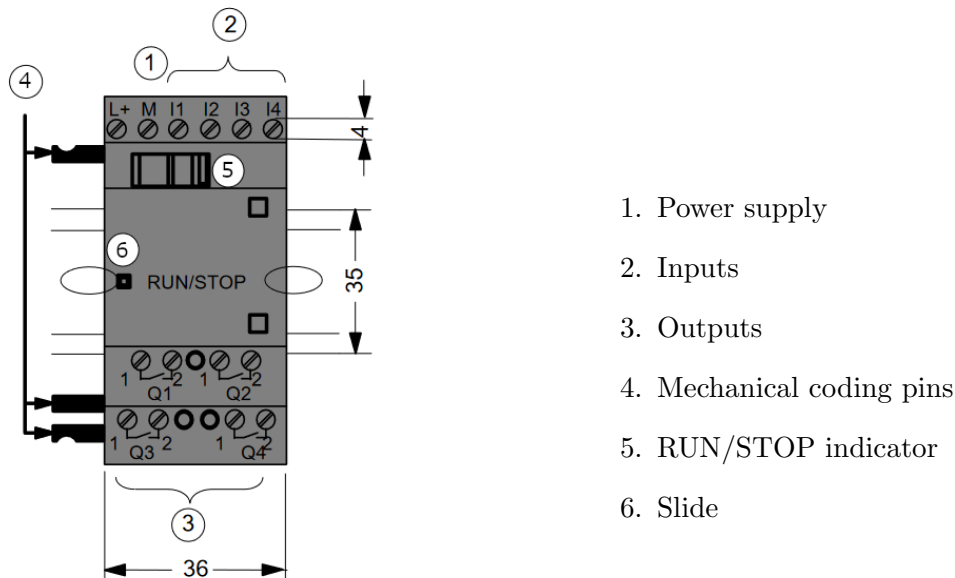 2
1
4
L+ M I1 I2 I3 I4
4
5
6
RUN/STOP
35
1 2 1 2
Q1 Q2
1 2 1 2
Q3 Q4
3
36
1. Power supply
2. Inputs
3. Outputs
4. Mechanical coding pins
5. RUN/STOP indicator
6. Slide